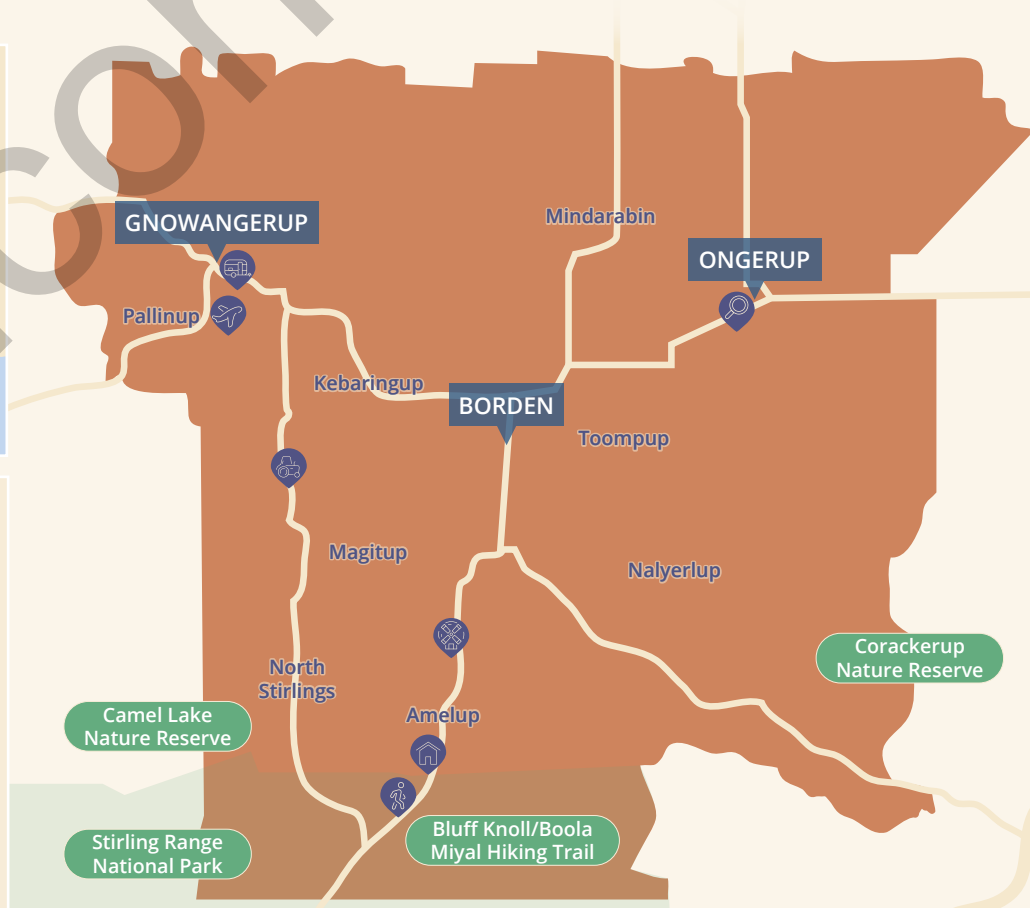 Mindarabin
GNOWANGERUP
ONGERUP
Pallinup
Kebaringup
BORDEN
Toompup
Magitup
Nalyerlup
Corackerup
Nature Reserve
North
Stirlings
Camel Lake
Nature Reserve
Amelup
Bluff Knoll/Boola
Miyal Hiking Trail
Stirling Range
National Park